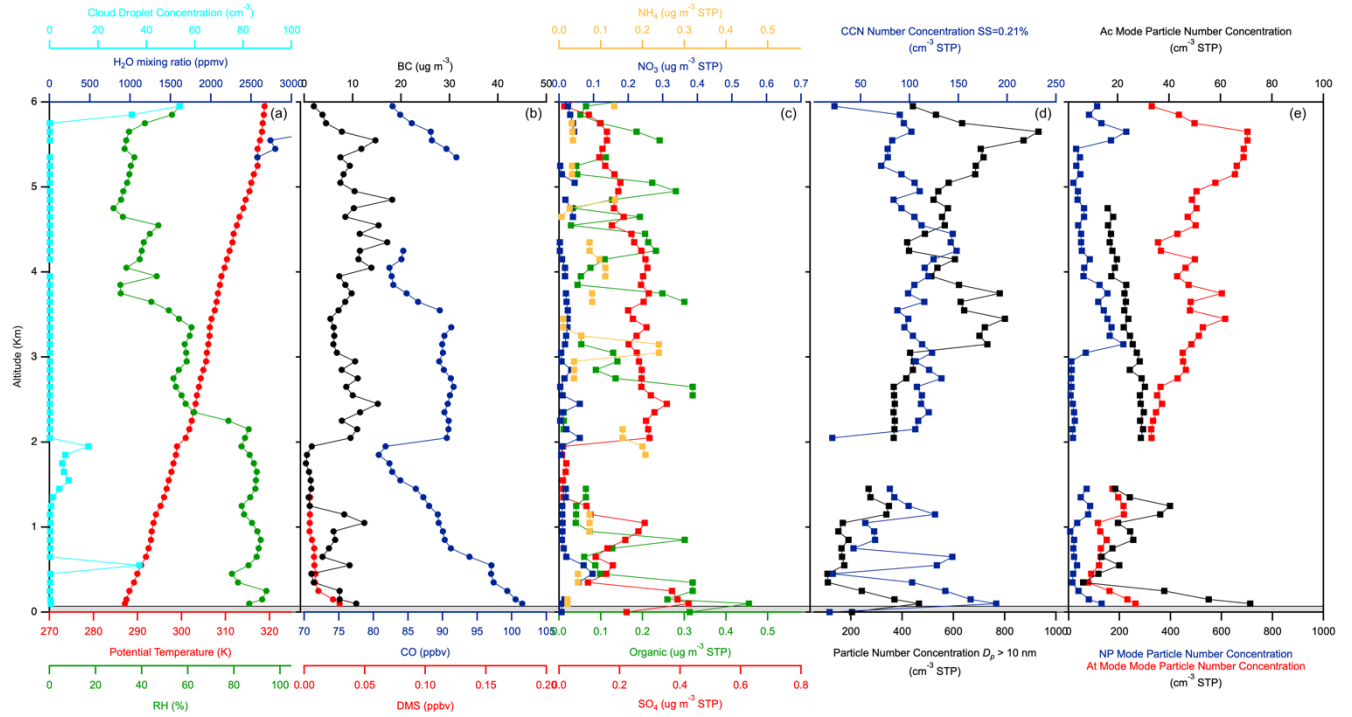 Cloud Droplet Concentration (cm⁻³)
0 20 40 60 80 100
H₂O mixing ratio (ppmv)
0 500 1000 1500 2000 2500 3000
BC (ug m⁻³)
0 10 20 30 40 50
NH₄ (ug m⁻³ STP)
0.0 0.1 0.2 0.3 0.4 0.5
NO₃ (ug m⁻³ STP)
0.0 0.1 0.2 0.3 0.4 0.5 0.6 0.7
CCN Number Concentration SS=0.21%
(cm⁻³ STP)
50 100 150 200 250
Ac Mode Particle Number Concentration
(cm⁻³ STP)
0 20 40 60 80 100
(a) (b) (c) (d) (e)
Altitude (Km)
6
5
4
3
2
1
0
270 280 290 300 310 320
Potential Temperature (K)
0 20 40 60 80 100
RH (%)
70 75 80 85 90 95 100 105
CO (ppbv)
0.00 0.05 0.10 0.15 0.20
DMS (ppbv)
0.0 0.1 0.2 0.3 0.4 0.5
Organic (ug m⁻³ STP)
0.0 0.2 0.4 0.6 0.8
SO₄ (ug m⁻³ STP)
200 400 600 800 1000
Particle Number Concentration Dₚ > 10 nm
(cm⁻³ STP)
0 200 400 600 800 1000
NP Mode Particle Number Concentration
At Mode Mode Particle Number Concentration
(cm⁻³ STP)